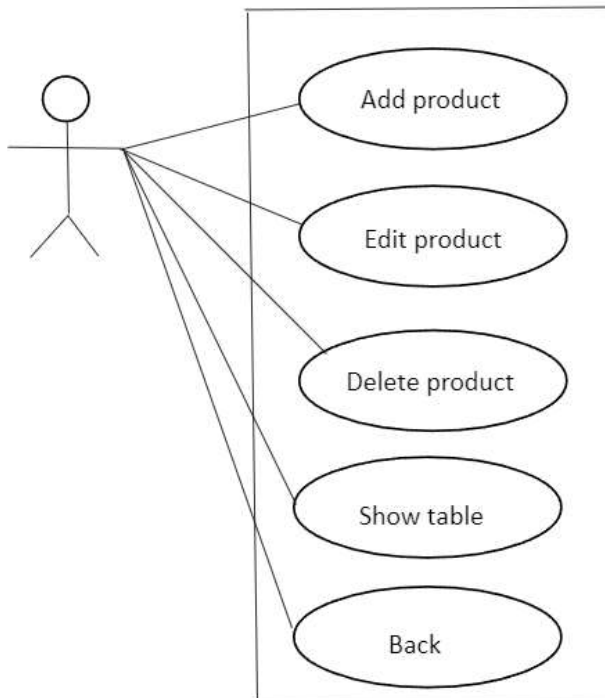 Add product
Edit product
Delete product
Show table
Back